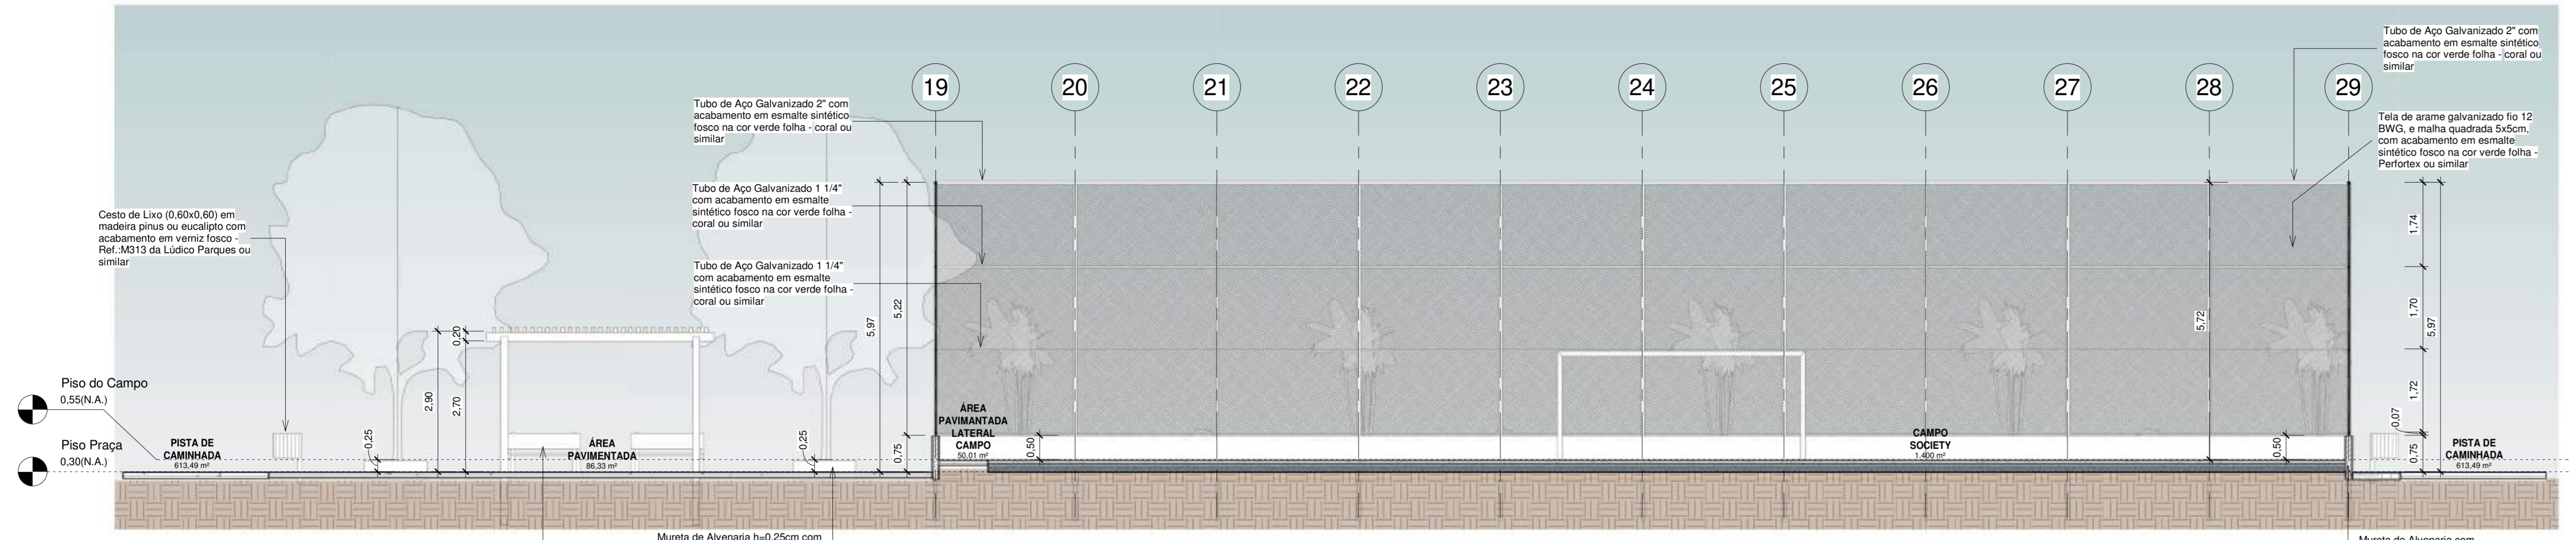 Tubo de Aço Galvanizado 2" com
acabamento em esmalte sintético
fosco na cor verde folha - coral ou
similar
19
20
21
22
23
24
25
26
27
28
29
Tubo de Aço Galvanizado 2" com
acabamento em esmalte sintético
fosco na cor verde folha - coral ou
similar
Tela de arame galvanizado fio 12
BWG, e malha quadrada 5x5cm,
com acabamento em esmalte
sintético fosco na cor verde folha -
Perfortex ou similar
Tubo de Aço Galvanizado 1 1/4"
com acabamento em esmalte
sintético fosco na cor verde folha -
coral ou similar
Cesto de Lixo (0,60x0,60) em
madeira pinus ou eucalipto com
acabamento em verniz fosco -
Ref.:M313 da Lúdico Parques ou
similar
Tubo de Aço Galvanizado 1 1/4"
com acabamento em esmalte
sintético fosco na cor verde folha -
coral ou similar
1,74
5,22
5,97
5,72
1,70
5,97
0,20
2,90
2,70
1,72
0,07
Piso do Campo
0,55(N.A.)
Piso Praça
0,30(N.A.)
PISTA DE
CAMINHADA
613,49 m²
0,25
ÁREA
PAVIMENTADA
86,33 m²
0,25
0,75
ÁREA
PAVIMANTADA
LATERAL
CAMPO
50,01 m²
0,50
CAMPO
SOCIETY
1.400 m²
0,50
0,75
PISTA DE
CAMINHADA
613,49 m²
Mureta de Alvenaria h=0,25cm com
Mureta de Alvenaria com